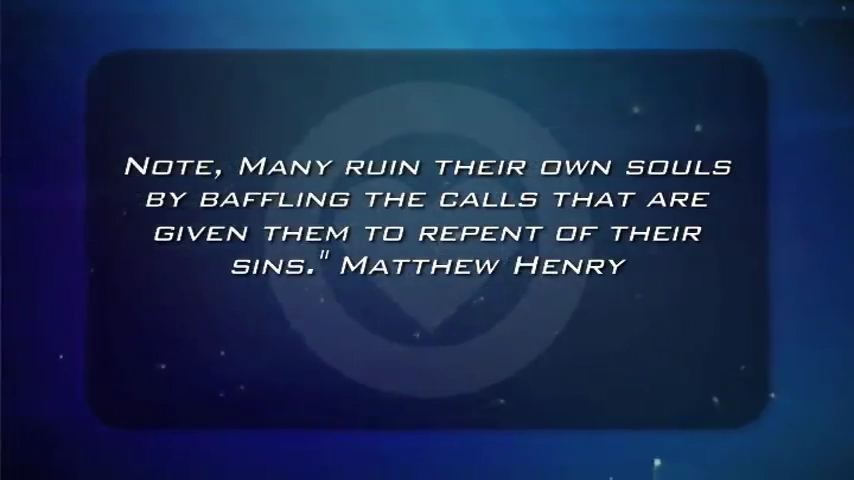 Note, Many ruin their own souls
by baffling the calls that are
given them to repent of their
sins." Matthew Henry